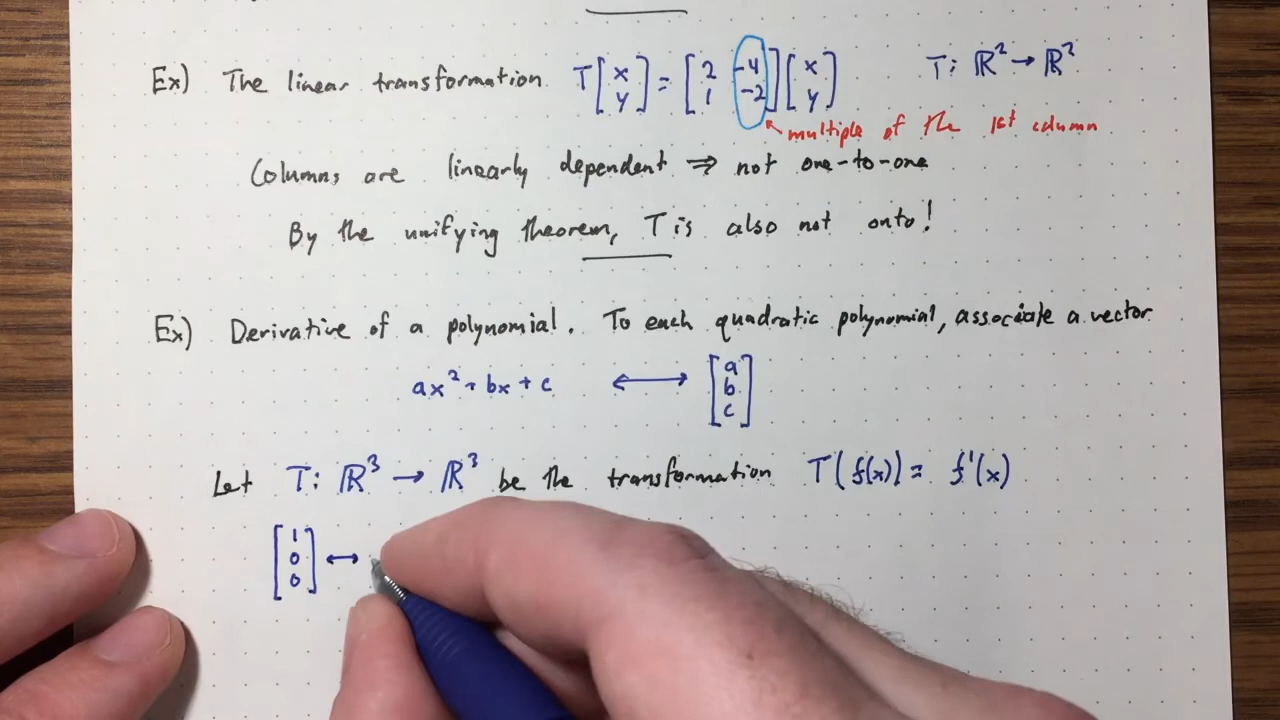 Ex) The linear transformation T[x y] = [2 -4 1 -2][x y] T: ℝ² → ℝ²
multiple of the 1st column
Columns are linearly dependent ⇒ not one-to-one
By the unifying theorem, T is also not onto!
Ex) Derivative of a polynomial. To each quadratic polynomial, associate a vector
ax² + bx + c ↔ [a b c]
Let T: ℝ³ → ℝ³ be the transformation T(f(x)) = f'(x)
[1 0 0] ↔